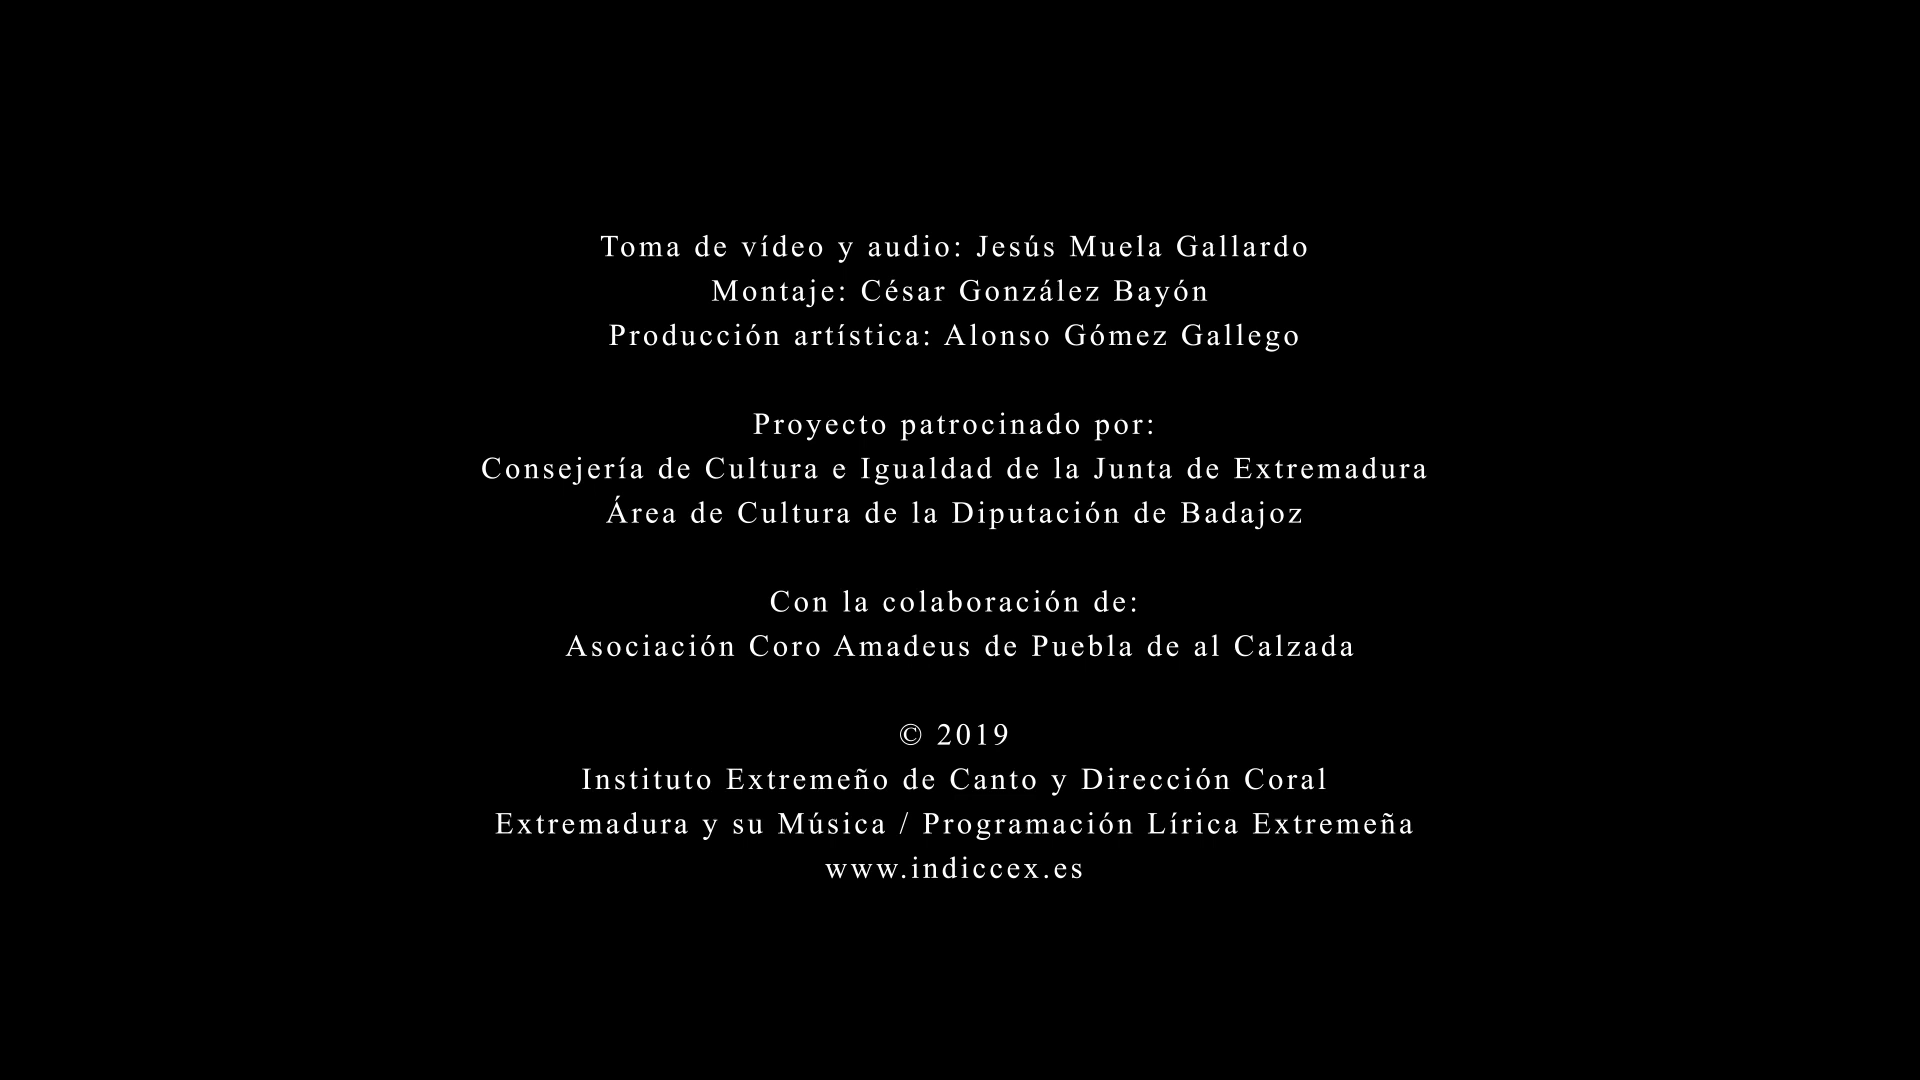 Toma de vídeo y audio: Jesús Muela Gallardo
Montaje: César González Bayón
Producción artística: Alonso Gómez Gallego
Proyecto patrocinado por:
Consejería de Cultura e Igualdad de la Junta de Extremadura
Área de Cultura de la Diputación de Badajoz
Con la colaboración de:
Asociación Coro Amadeus de Puebla de al Calzada
© 2019
Instituto Extremeño de Canto y Dirección Coral
Extremadura y su Música / Programación Lírica Extremeña
www.indiccex.es